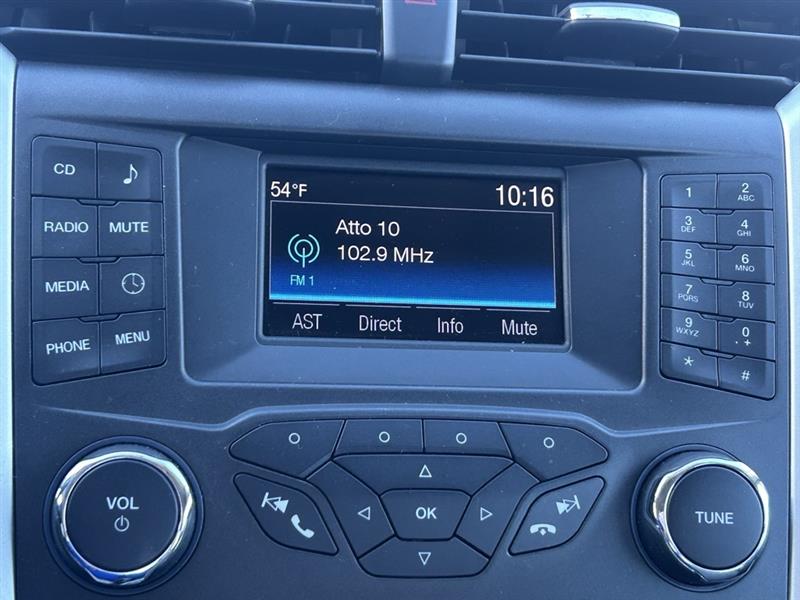 54°F 10:16
Atto 10
102.9 MHz
FM 1
AST Direct Info Mute
CD
RADIO MUTE
MEDIA
PHONE MENU
1 2 ABC
3 DEF 4 GHI
5 JKL 6 MNO
7 PQRS 8 TUV
9 WXYZ 0 . +
* #
VOL
OK
TUNE